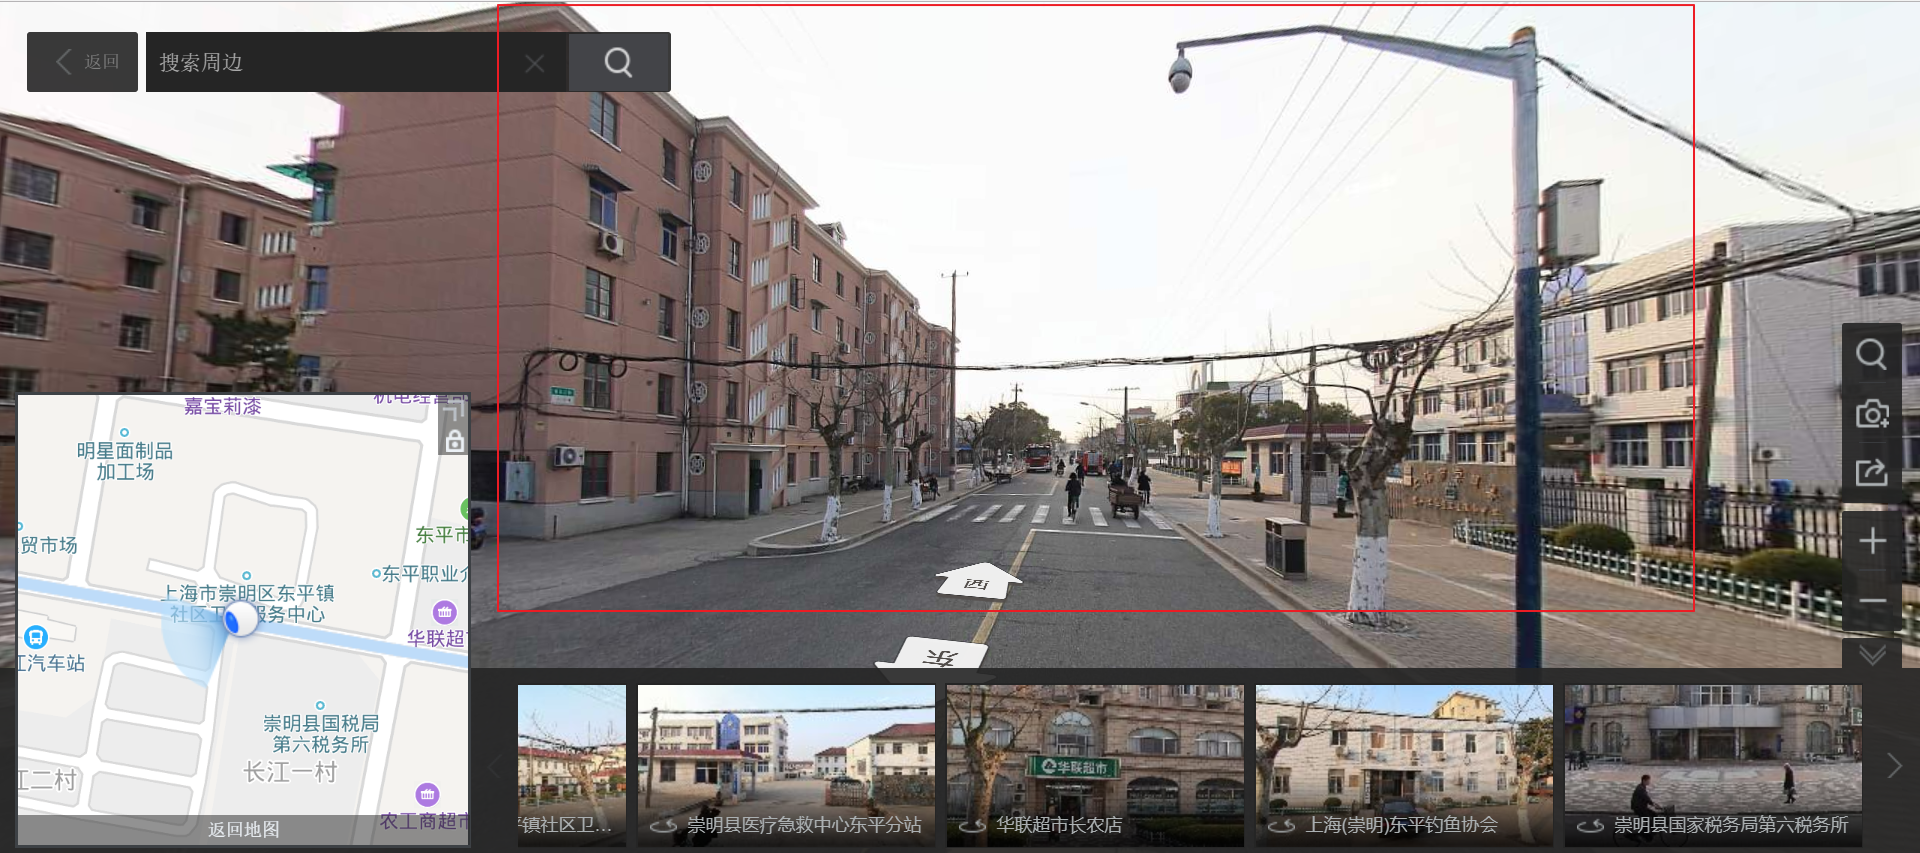 返回
搜索周边
西
东
嘉宝莉漆
明星面制品
加工场
贸市场
东平市
东平职业介
上海市崇明区东平镇
社区卫 服务中心
华联超
江汽车站
崇明县国税局
第六税务所
长江一村
江二村
农工商超市
返回地图
平镇社区卫...
崇明县医疗急救中心东平分站
华联超市
华联超市长农店
上海(崇明)东平钓鱼协会
崇明县国家税务局第六税务所